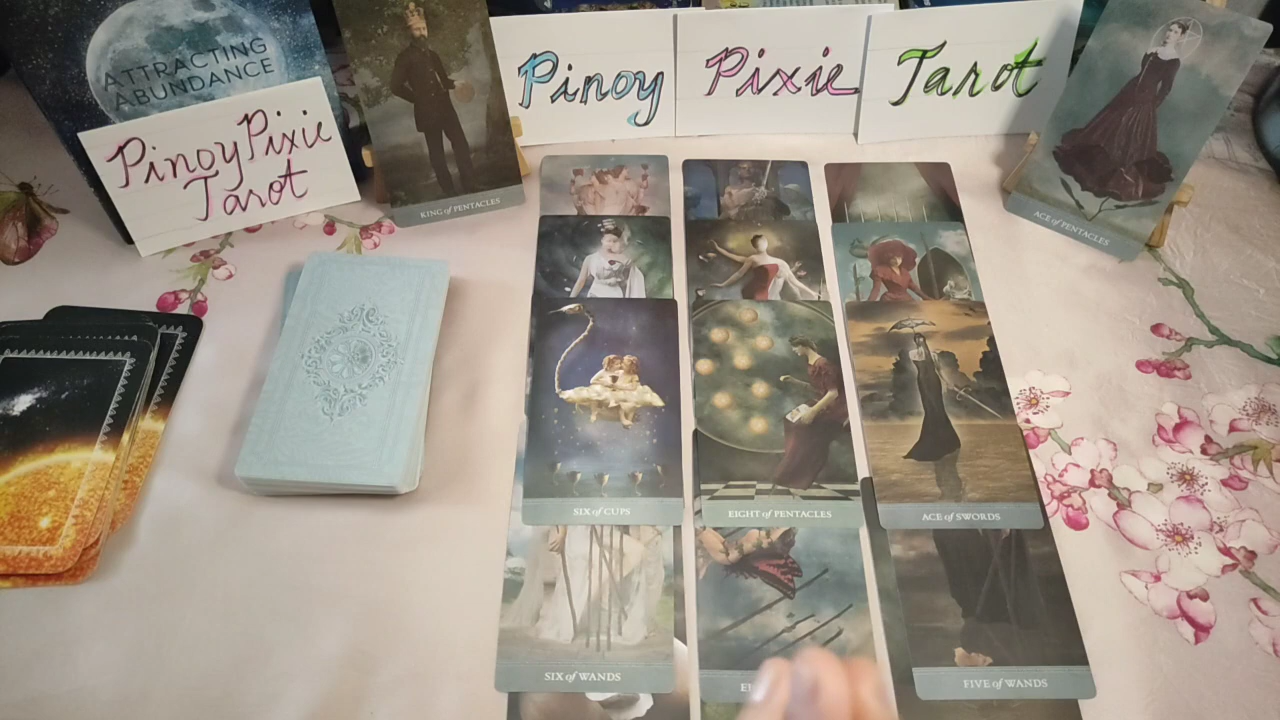 ATTRACTING
ABUNDANCE
Pinoy Pixie
Tarot
KING of PENTACLES
Pinoy
Pixie
Tarot
ACE of PENTACLES
SIX of CUPS
EIGHT of PENTACLES
ACE of SWORDS
SIX of WANDS
FIVE of WANDS